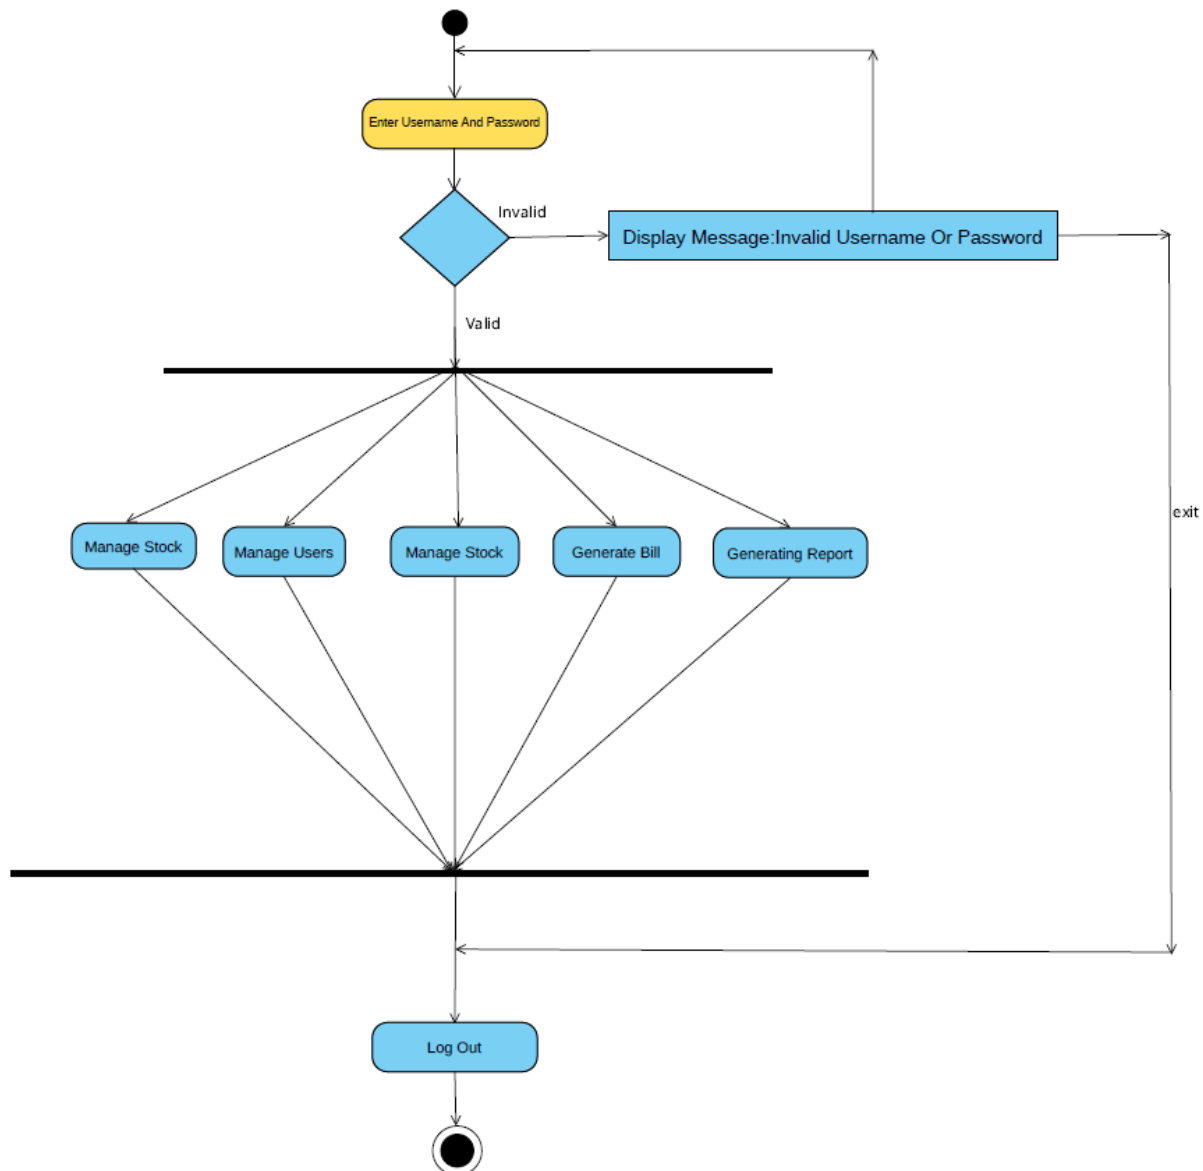 Enter Username And Password
Invalid
Display Message:Invalid Username Or Password
Valid
exit
Manage Stock
Manage Users
Manage Stock
Generate Bill
Generating Report
Log Out